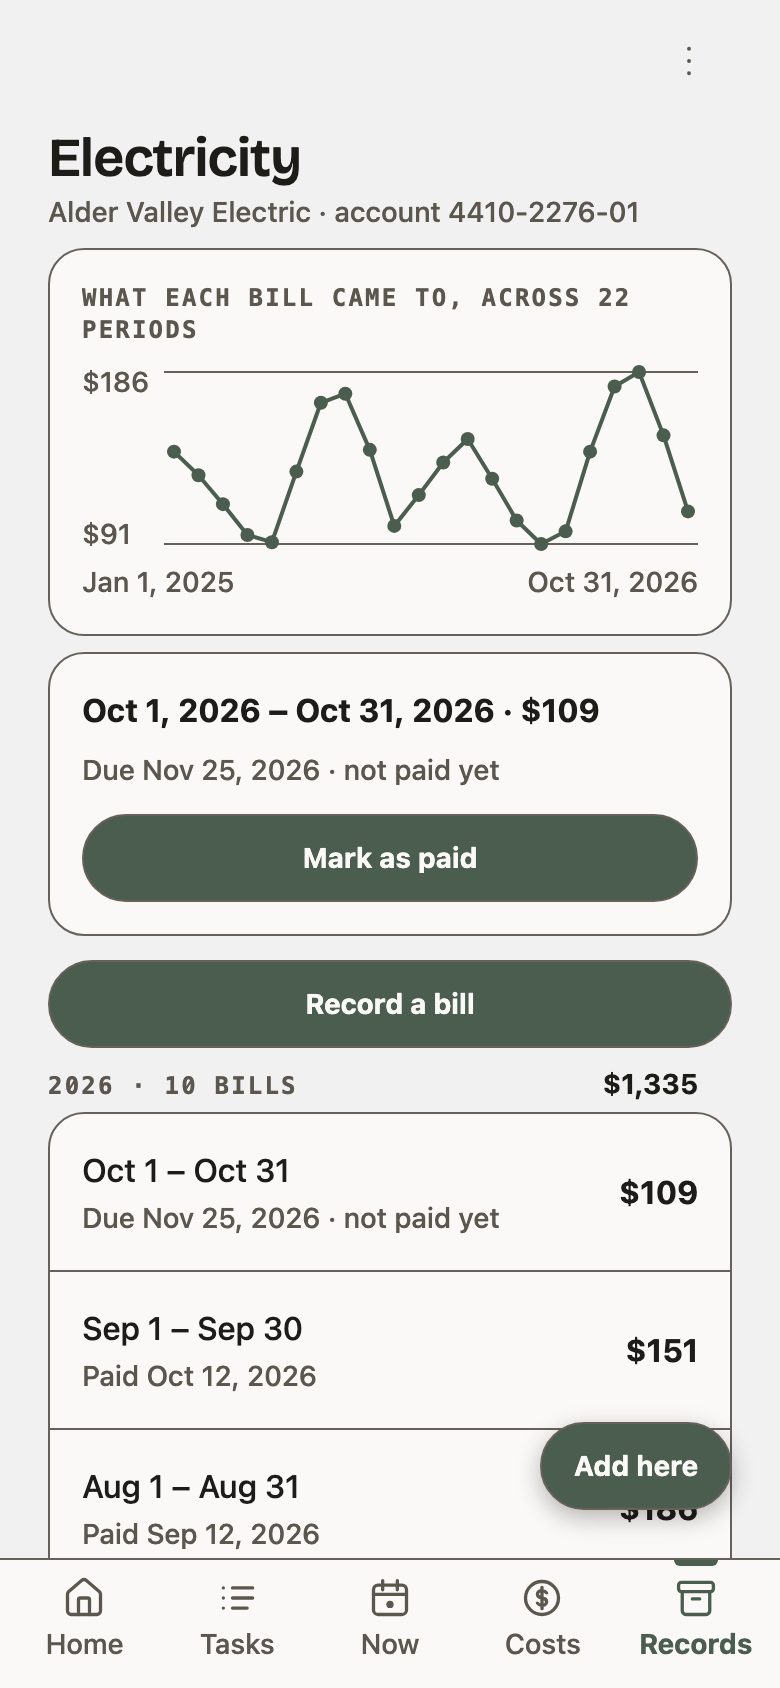 Electricity
Alder Valley Electric · account 4410-2276-01
WHAT EACH BILL CAME TO, ACROSS 22
PERIODS
$186
$91
Jan 1, 2025
Oct 31, 2026
Oct 1, 2026 – Oct 31, 2026 · $109
Due Nov 25, 2026 · not paid yet
Mark as paid
Record a bill
2026 · 10 BILLS
$1,335
Oct 1 – Oct 31
Due Nov 25, 2026 · not paid yet
$109
Sep 1 – Sep 30
Paid Oct 12, 2026
$151
Aug 1 – Aug 31
Paid Sep 12, 2026
$186
Add here
Home
Tasks
Now
Costs
Records